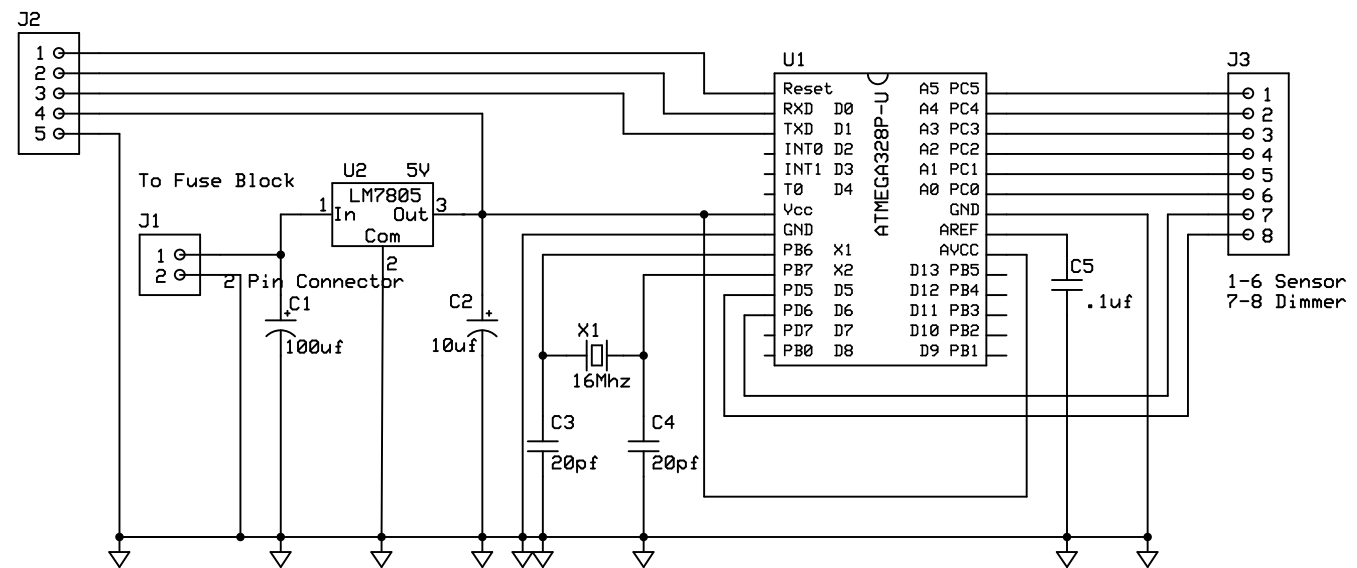 J2
1
2
3
4
5
To Fuse Block
J1
1
2
2 Pin Connector
U2 5V
LM7805
1 In Out 3
Com
2
C1
100uf
C2
10uf
X1
16Mhz
C3
20pf
C4
20pf
U1
ATMEGA328P-U
Reset A5 PC5
RXD D0 A4 PC4
TXD D1 A3 PC3
INT0 D2 A2 PC2
INT1 D3 A1 PC1
T0 D4 A0 PC0
Vcc GND
GND AREF
PB6 X1 AVCC
PB7 X2 D13 PB5
PD5 D5 D12 PB4
PD6 D6 D11 PB3
PD7 D7 D10 PB2
PB0 D8 D9 PB1
C5
.1uf
J3
1
2
3
4
5
6
7
8
1-6 Sensor
7-8 Dimmer